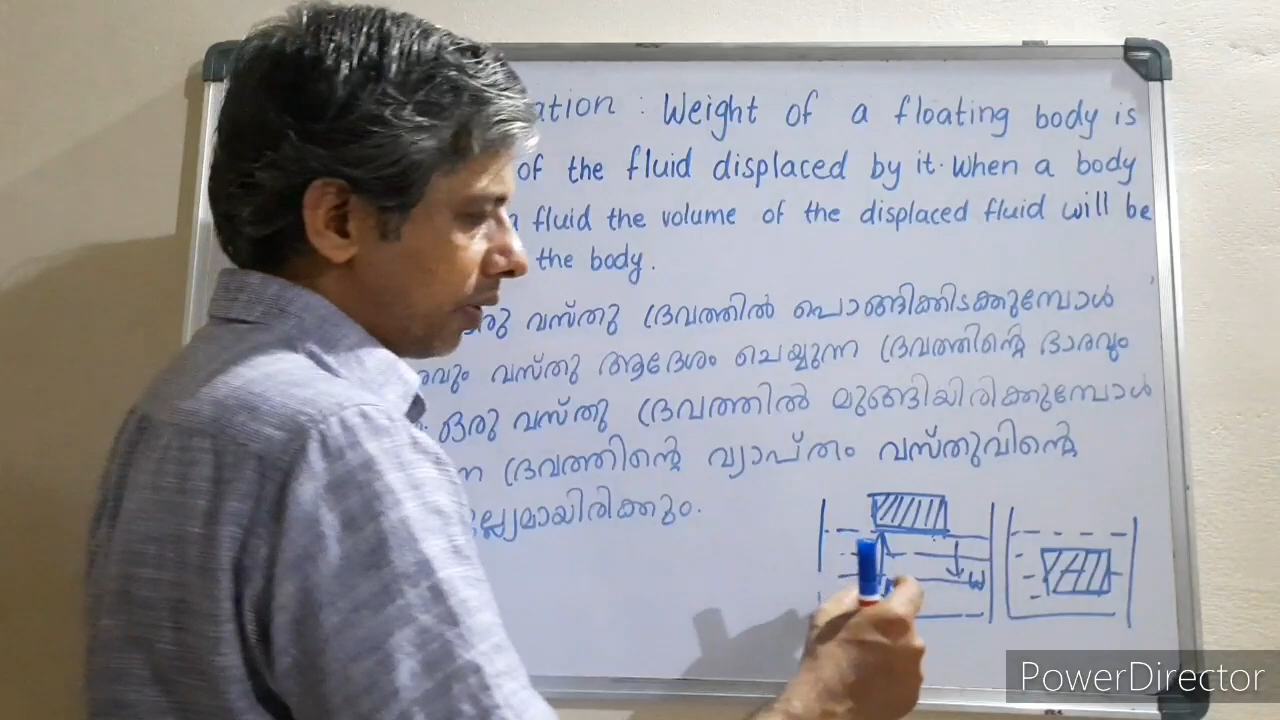 ation : Weight of a floating body is
of the fluid displaced by it. When a body
fluid the volume of the displaced fluid will be
the body.
വസ്തു ദ്രവത്തിൽ പൊങ്ങിക്കിടക്കുമ്പോൾ
വസ്തു ആദേശം ചെയ്യുന്ന ദ്രവത്തിന്റെ ഭാരവും
ഒരു വസ്തു ദ്രവത്തിൽ മുങ്ങിയിരിക്കുമ്പോൾ
ന്ന ദ്രവത്തിന്റെ വ്യാപ്തം വസ്തുവിന്റെ
ല്ല്യമായിരിക്കും.
W
PowerDirector